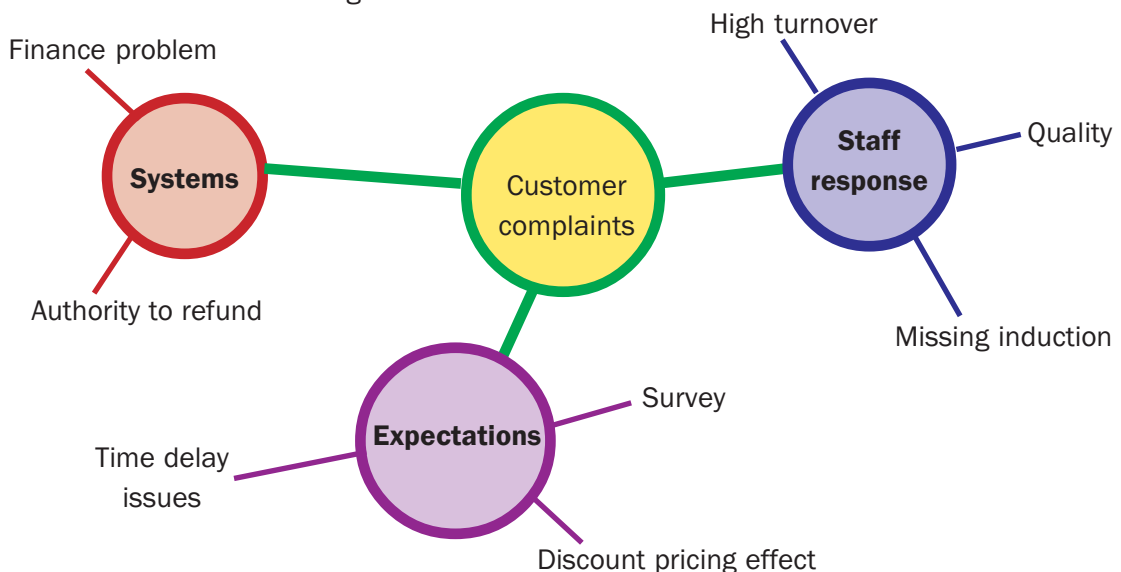 High turnover
Finance problem
Staff
response
Quality
Systems
Customer
complaints
Authority to refund
Missing induction
Survey
Expectations
Time delay
issues
Discount pricing effect